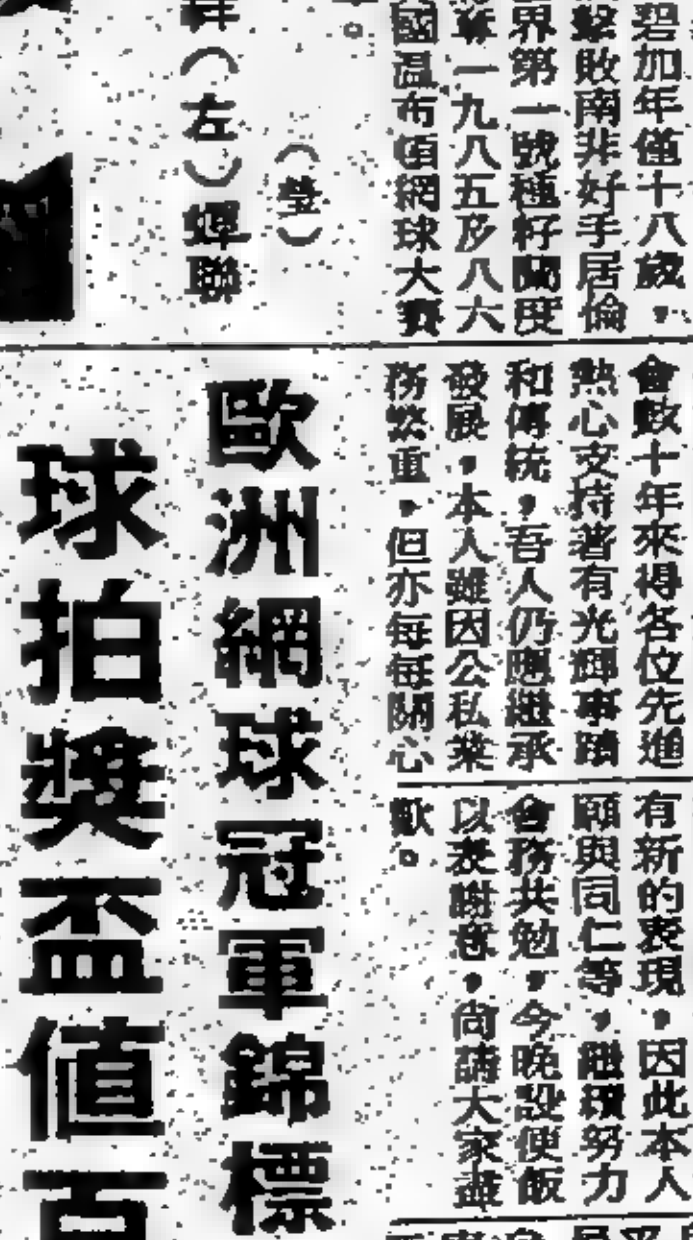 碧加年僅十八歲，
擊敗南非好手居倫
界第一號種籽蘭度
一九八五及八六
國溫布頓網球大賽
（瑩）
（左）蟬聯
會數十年來得各位先進
熱心支持著有光輝事蹟
和傳統，吾人仍應繼承
發展，本人雖因公私業
務繁重，但亦每每關心
有新的表現，因此本人
願與同仁等，繼續努力
會務共勉，今晚設便飯
以表謝意，尚請大家盡
歡。
歐洲網球冠軍錦標
球拍獎盃值百